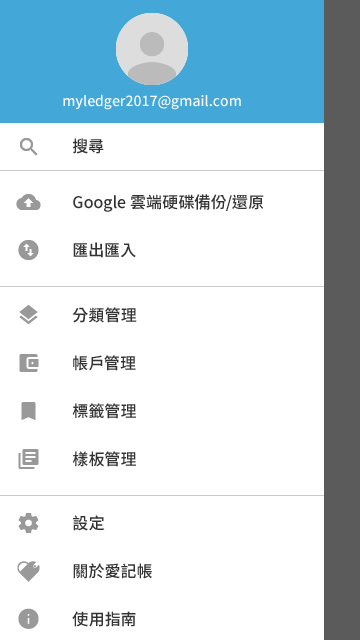 myledger2017@gmail.com
搜尋
Google 雲端硬碟備份/還原
匯出匯入
分類管理
帳戶管理
標籤管理
樣板管理
設定
關於愛記帳
使用指南